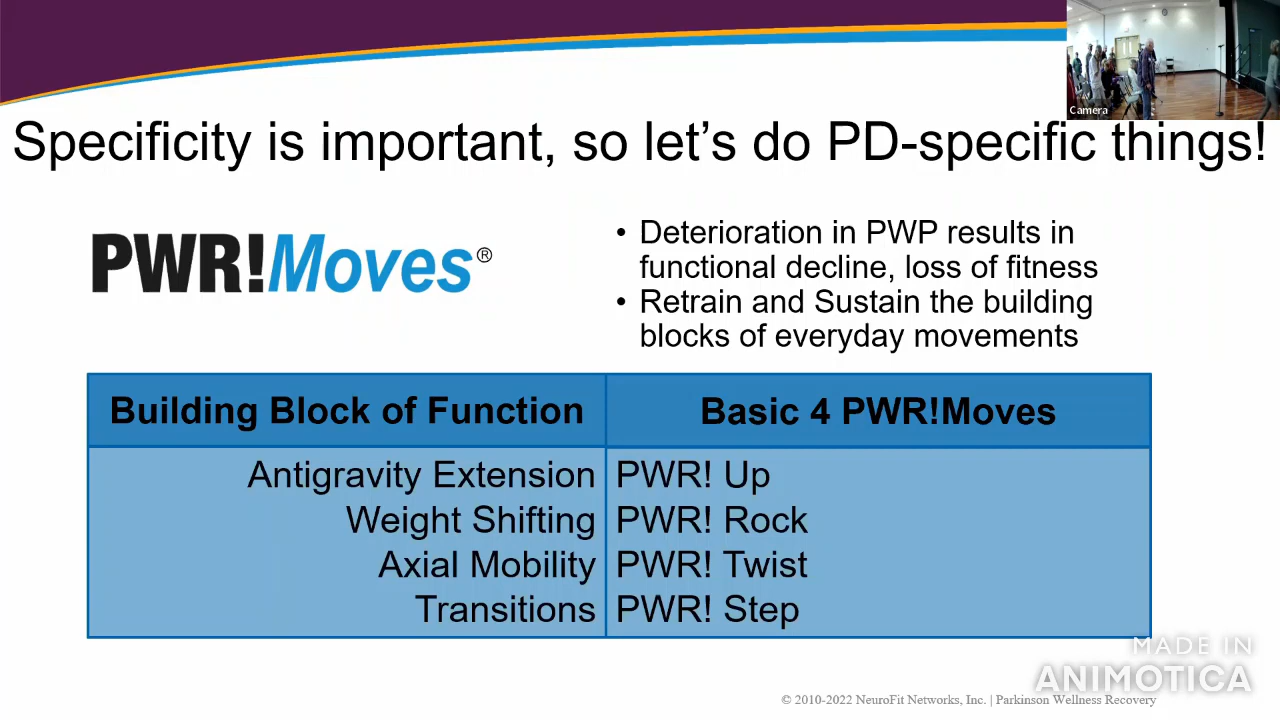 Camera
Specificity is important, so let's do PD-specific things!
PWR!Moves®
• Deterioration in PWP results in
functional decline, loss of fitness
• Retrain and Sustain the building
blocks of everyday movements
Building Block of Function Basic 4 PWR!Moves
Antigravity Extension PWR! Up
Weight Shifting PWR! Rock
Axial Mobility PWR! Twist
Transitions PWR! Step
MADE IN
ANIMOTICA
© 2010-2022 NeuroFit Networks, Inc. | Parkinson Wellness Recovery